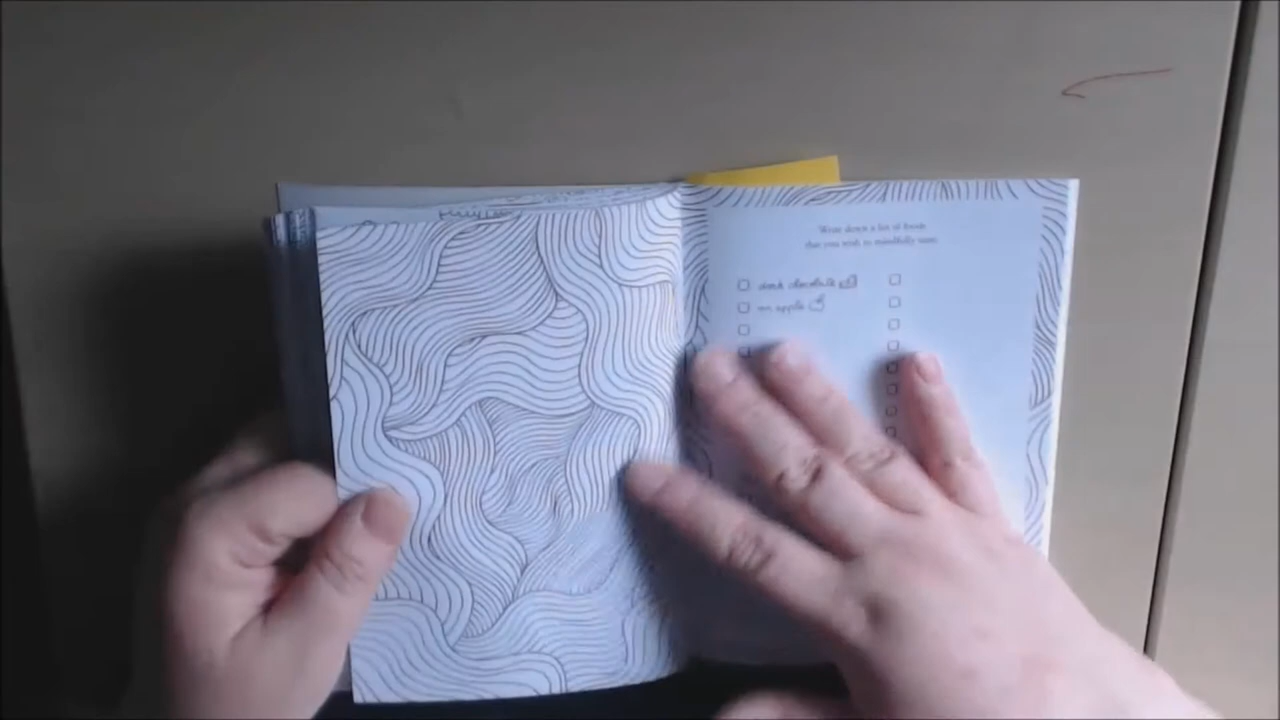 Write down a list of foods
that you wish to mindfully taste.
dark chocolate
an apple